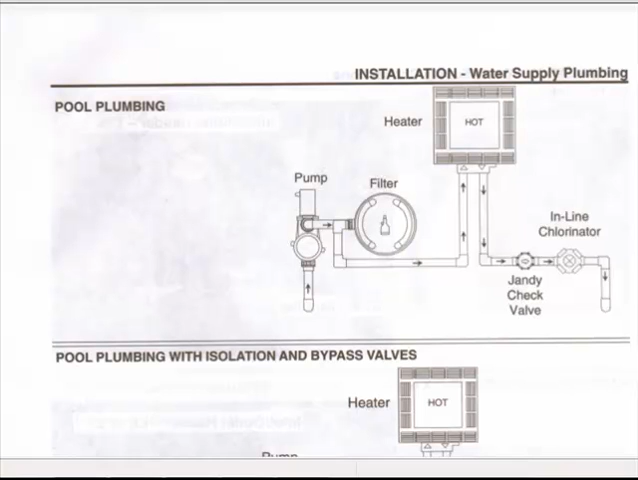 INSTALLATION - Water Supply Plumbing
POOL PLUMBING
Heater
HOT
Pump
Filter
In-Line
Chlorinator
Jandy
Check
Valve
POOL PLUMBING WITH ISOLATION AND BYPASS VALVES
Heater
HOT
Pump